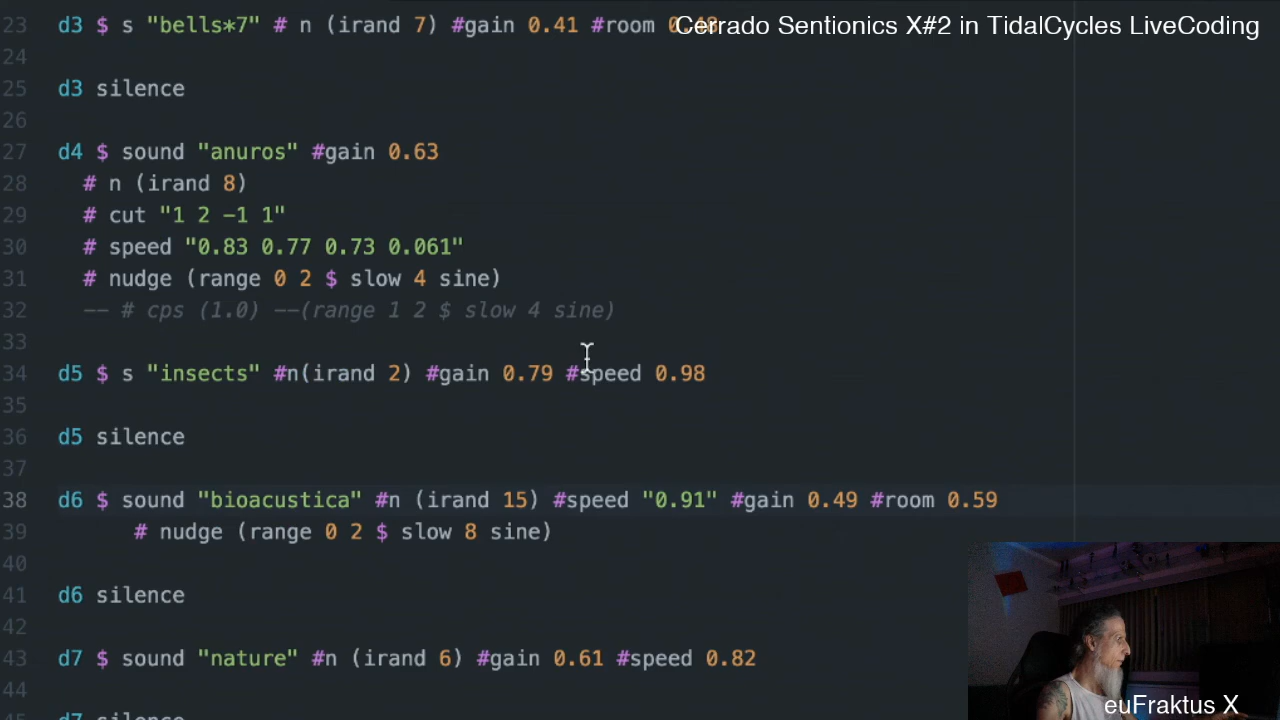 Cerrado Sentionics X#2 in TidalCycles LiveCoding
23 d3 $ s "bells*7" # n (irand 7) #gain 0.41 #room 0.48
24
25 d3 silence
26
27 d4 $ sound "anuros" #gain 0.63
28 # n (irand 8)
29 # cut "1 2 -1 1"
30 # speed "0.83 0.77 0.73 0.061"
31 # nudge (range 0 2 $ slow 4 sine)
32 -- # cps (1.0) --(range 1 2 $ slow 4 sine)
33
34 d5 $ s "insects" #n(irand 2) #gain 0.79 #speed 0.98
35
36 d5 silence
37
38 d6 $ sound "bioacustica" #n (irand 15) #speed "0.91" #gain 0.49 #room 0.59
39 # nudge (range 0 2 $ slow 8 sine)
40
41 d6 silence
42
43 d7 $ sound "nature" #n (irand 6) #gain 0.61 #speed 0.82
44
45 d7 silence
euFraktus X